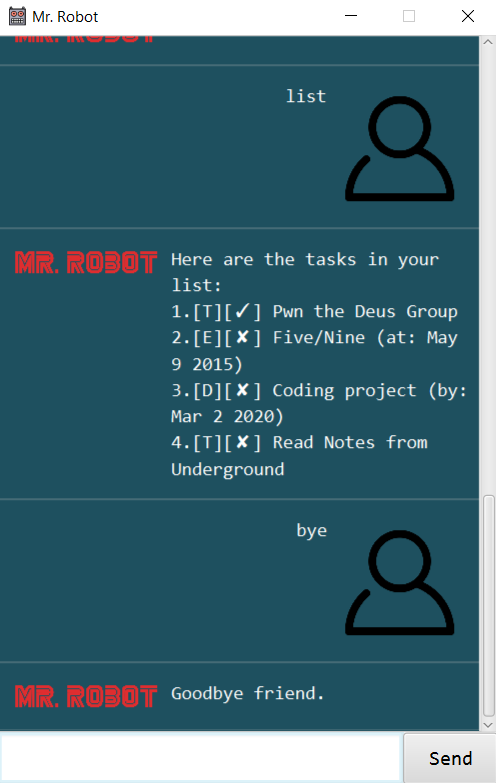 Mr. Robot
MR. ROBOT
list
MR. ROBOT
Here are the tasks in your
list:
1.[T][✓] Pwn the Deus Group
2.[E][✘] Five/Nine (at: May
9 2015)
3.[D][✘] Coding project (by:
Mar 2 2020)
4.[T][✘] Read Notes from
Underground
bye
MR. ROBOT
Goodbye friend.
Send